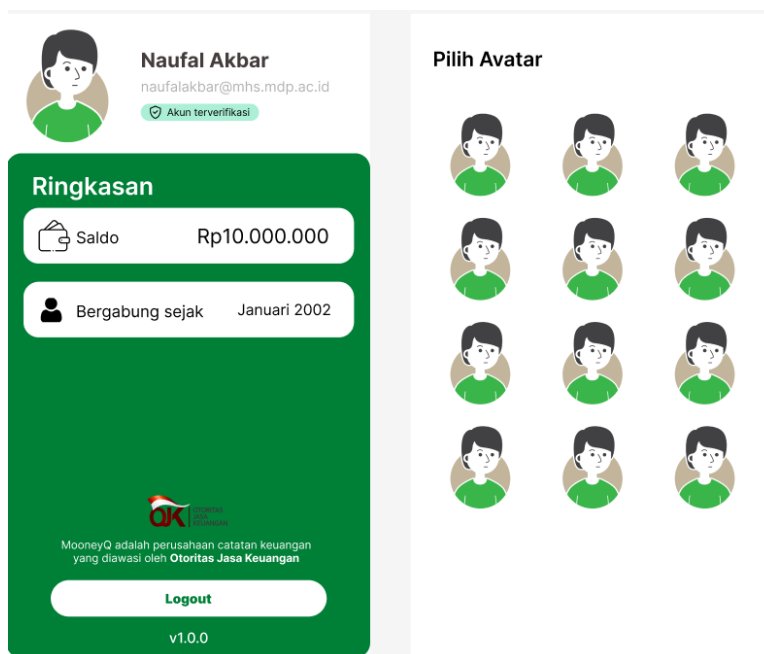 Naufal Akbar
naufalakbar@mhs.mdp.ac.id
Akun terverifikasi
Ringkasan
Saldo Rp10.000.000
Bergabung sejak Januari 2002
OJK
OTORITAS
JASA
KEUANGAN
MooneyQ adalah perusahaan catatan keuangan
yang diawasi oleh Otoritas Jasa Keuangan
Logout
v1.0.0
Pilih Avatar